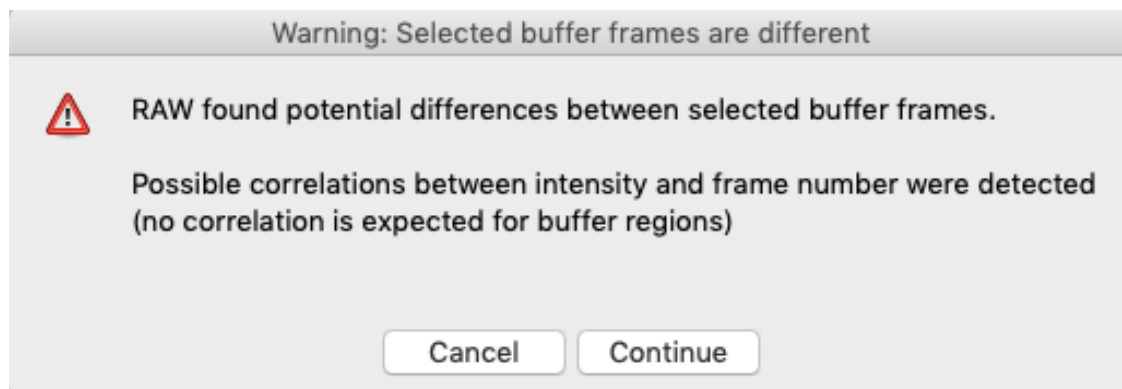 Warning: Selected buffer frames are different
RAW found potential differences between selected buffer frames.
Possible correlations between intensity and frame number were detected
(no correlation is expected for buffer regions)
Cancel
Continue